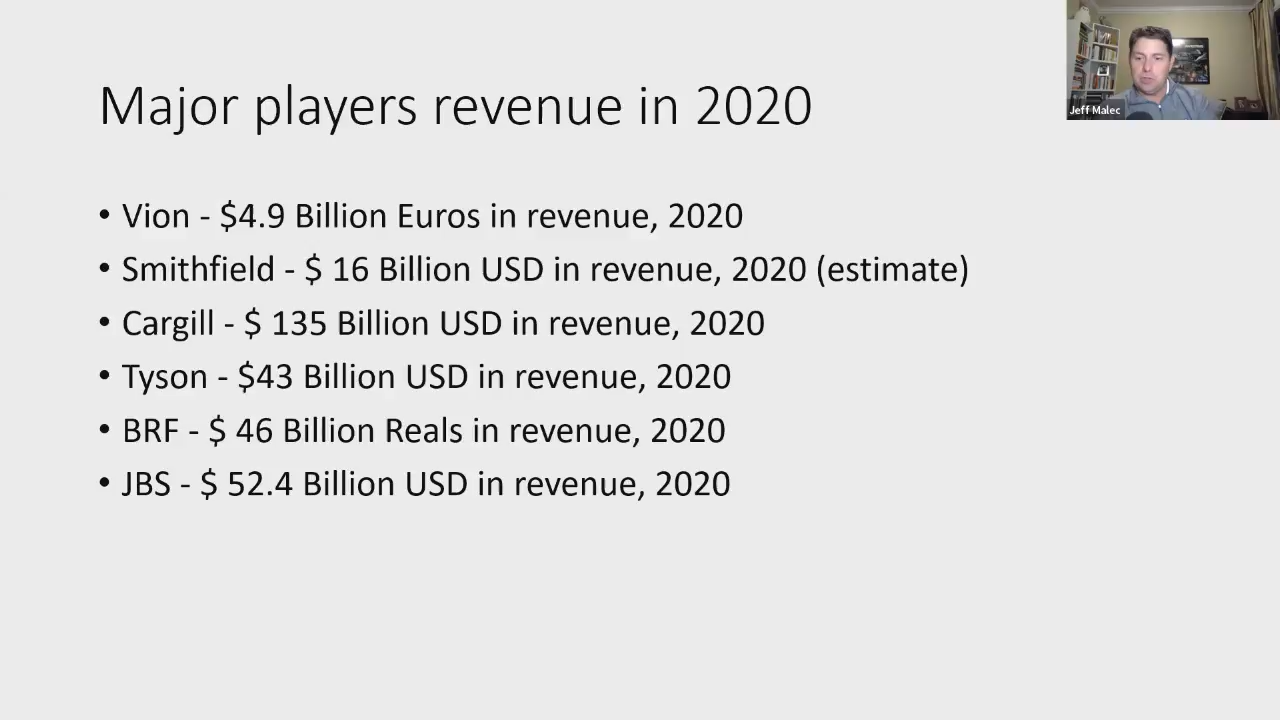 Major players revenue in 2020
Jeff Malec
• Vion - $4.9 Billion Euros in revenue, 2020
• Smithfield - $ 16 Billion USD in revenue, 2020 (estimate)
• Cargill - $ 135 Billion USD in revenue, 2020
• Tyson - $43 Billion USD in revenue, 2020
• BRF - $ 46 Billion Reals in revenue, 2020
• JBS - $ 52.4 Billion USD in revenue, 2020